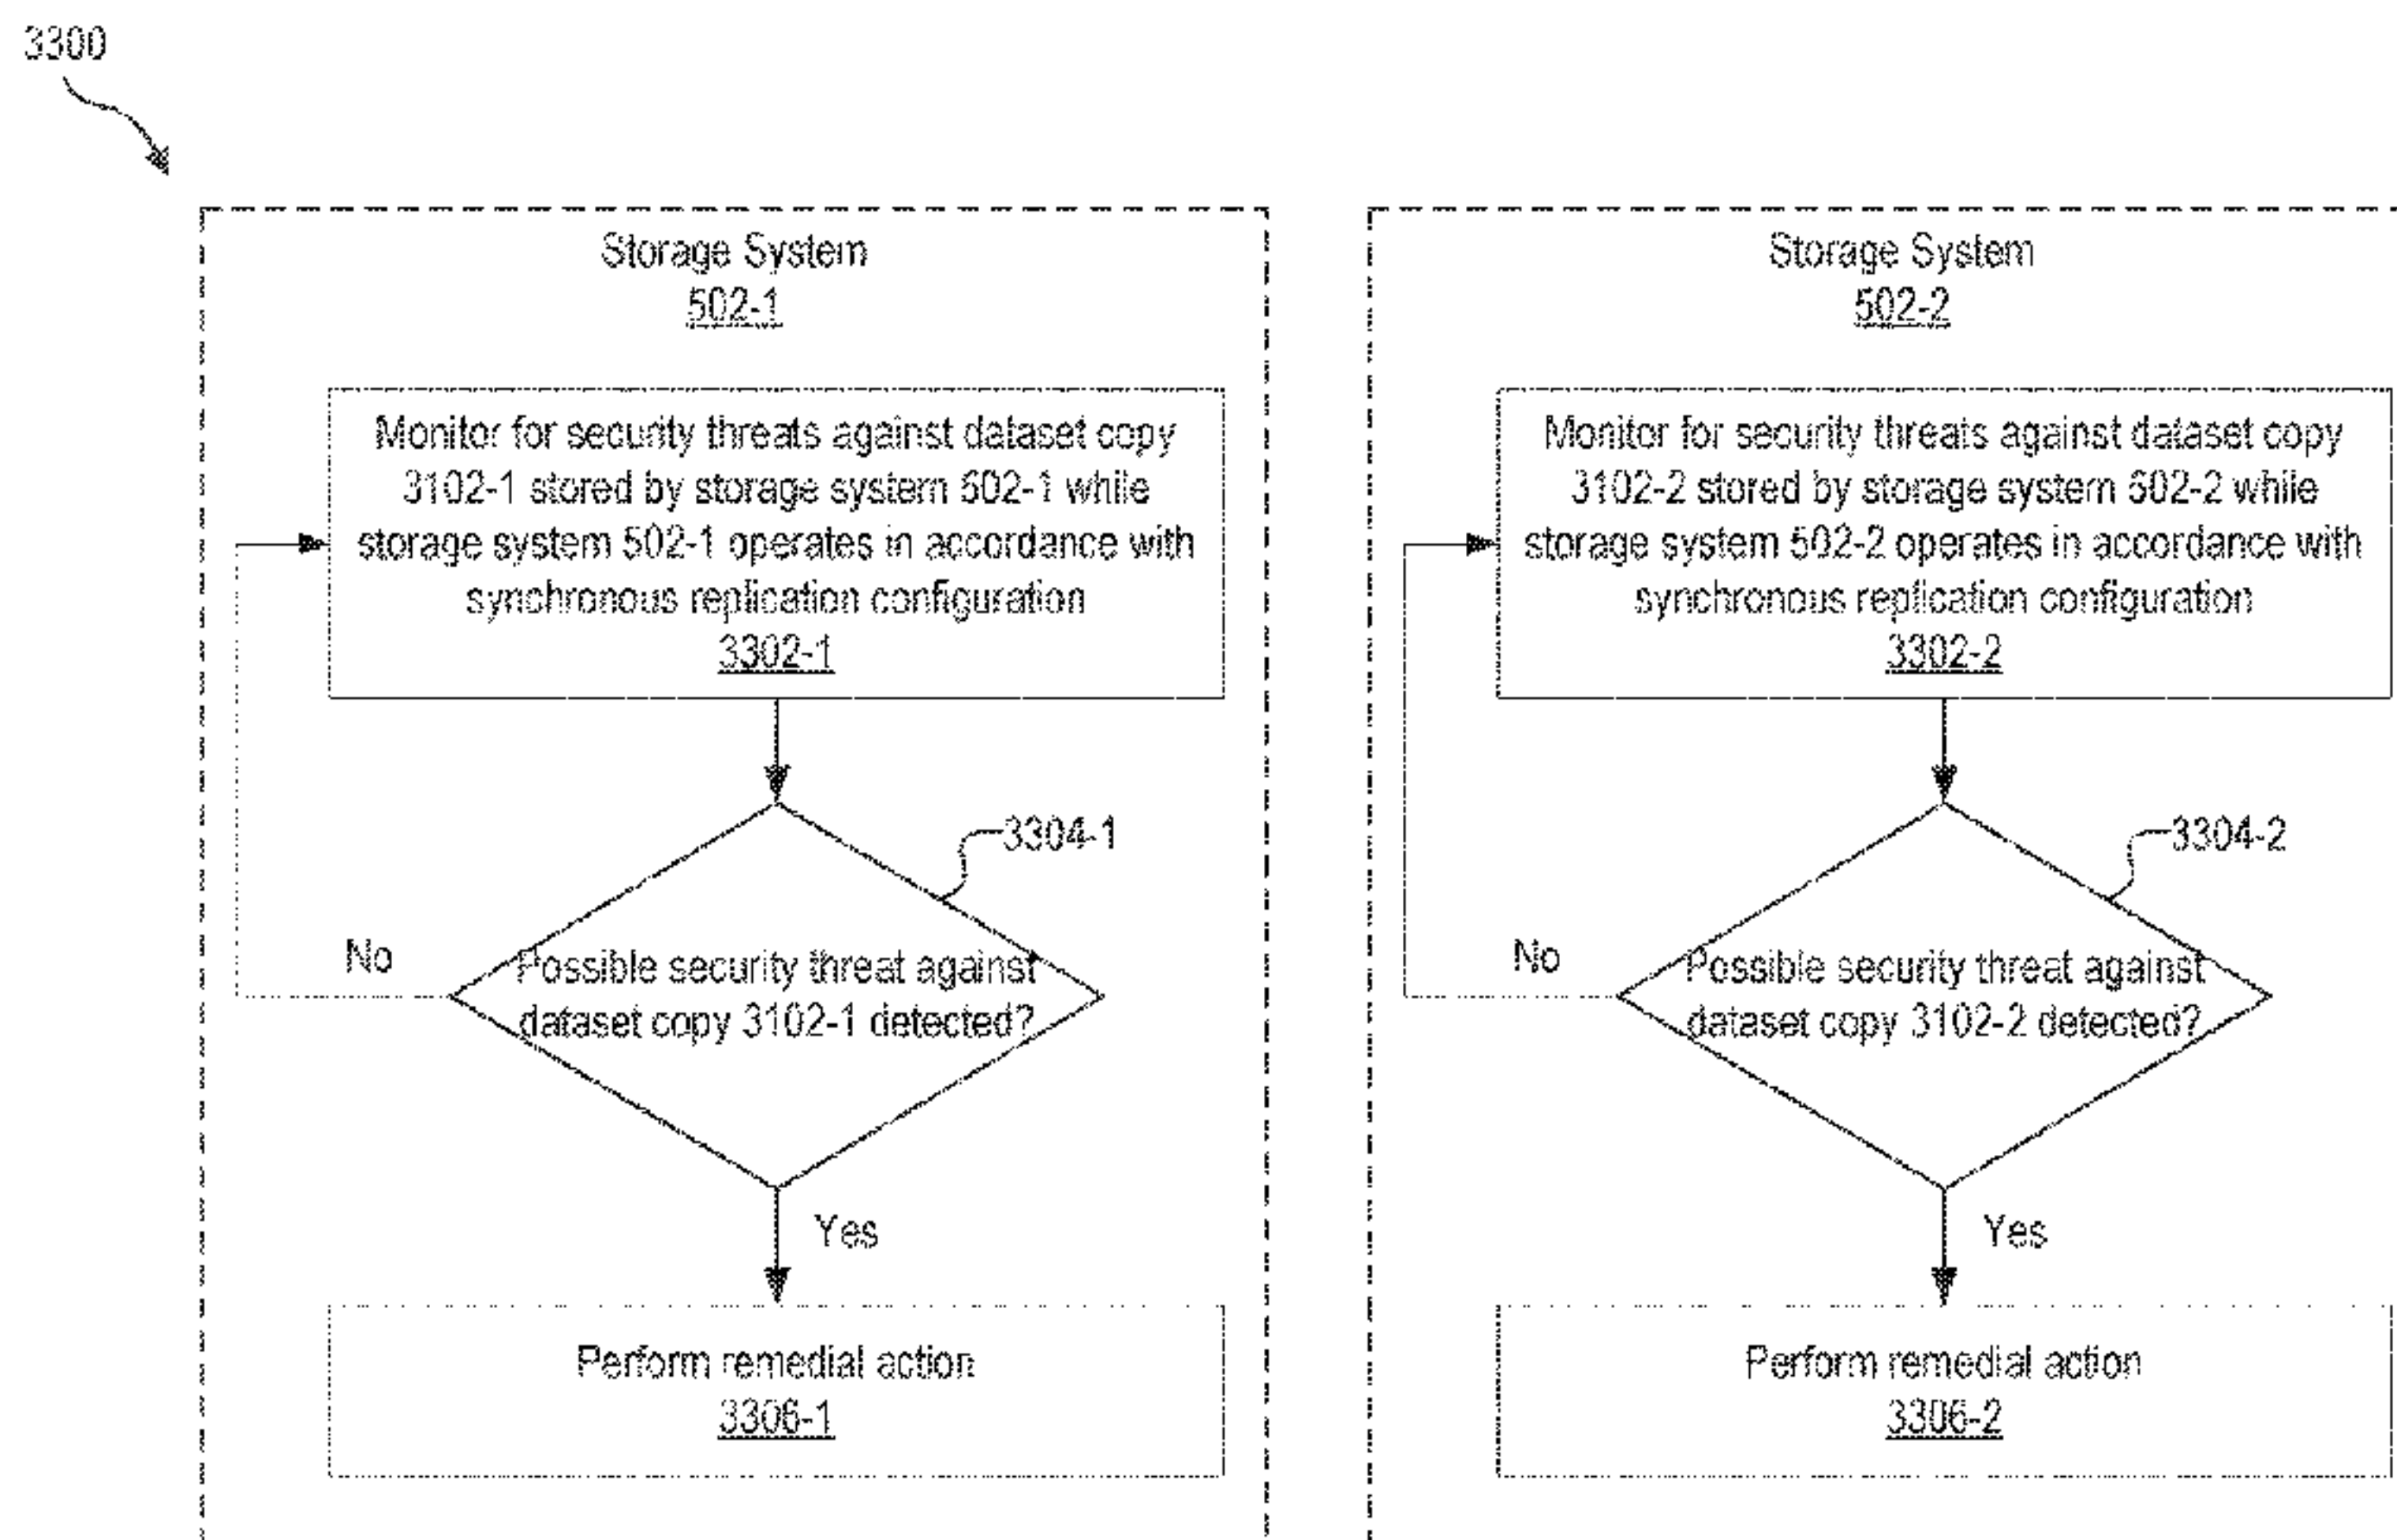 3300
Storage System
502-1
Monitor for security threats against dataset copy
3102-1 stored by storage system 502-1 while
storage system 502-1 operates in accordance with
synchronous replication configuration
3302-1
3304-1
No
Possible security threat against
dataset copy 3102-1 detected?
Yes
Perform remedial action
3306-1
Storage System
502-2
Monitor for security threats against dataset copy
3102-2 stored by storage system 502-2 while
storage system 502-2 operates in accordance with
synchronous replication configuration
3302-2
3304-2
No
Possible security threat against
dataset copy 3102-2 detected?
Yes
Perform remedial action
3306-2